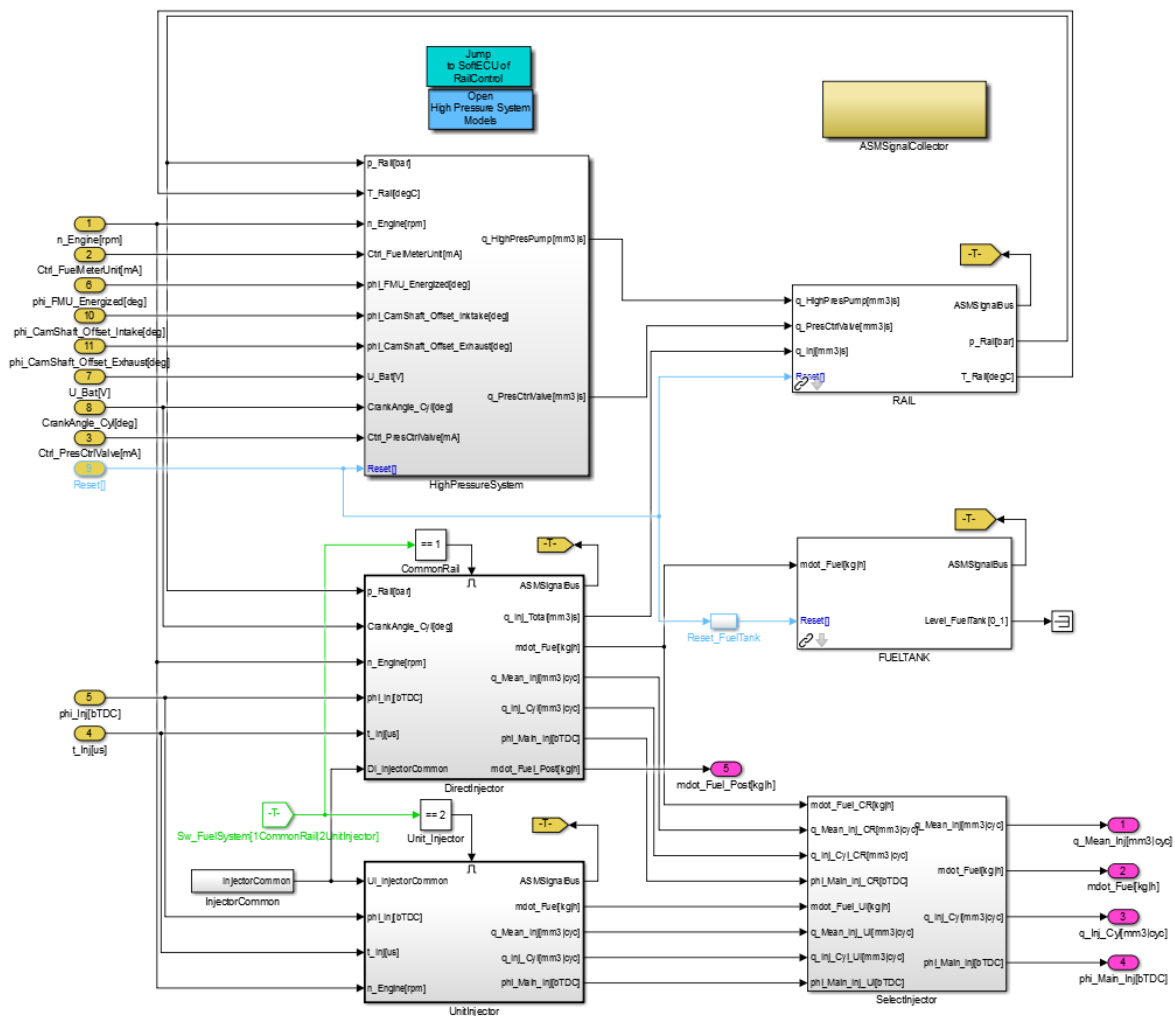 Jump
to SoftECU of
RailControl
Open
High Pressure System
Models
ASMSignalCollector
p_Rail[bar]
T_Rail[degC]
n_Engine[rpm]
Ctrl_FuelMeterUnit[mA]
phi_FMU_Energized[deg]
phi_CamShaft_Offset_Inktake[deg]
phi_CamShaft_Offset_Exhaust[deg]
U_Bat[V]
CrankAngle_Cyl[deg]
Ctrl_PresCtrlValve[mA]
Reset[]
q_HighPresPump[mm3|s]
q_PresCtrlValve[mm3|s]
HighPressureSystem
1
n_Engine[rpm]
2
Ctrl_FuelMeterUnit[mA]
6
phi_FMU_Energized[deg]
10
phi_CamShaft_Offset_Intake[deg]
11
phi_CamShaft_Offset_Exhaust[deg]
7
U_Bat[V]
8
CrankAngle_Cyl[deg]
3
Ctrl_PresCtrlValve[mA]
9
Reset[]
-T-
q_HighPresPump[mm3|s]
q_PresCtrlValve[mm3|s]
q_Inj[mm3|s]
Reset[]
ASMSignalBus
p_Rail[bar]
T_Rail[degC]
RAIL
== 1
CommonRail
-T-
p_Rail[bar]
CrankAngle_Cyl[deg]
n_Engine[rpm]
phi_Inj[bTDC]
t_Inj[us]
DI_InjectorCommon
ASMSignalBus
q_Inj_Total[mm3|s]
mdot_Fuel[kg|h]
q_Mean_Inj[mm3|cyc]
q_Inj_Cyl[mm3|cyc]
phi_Main_Inj[bTDC]
mdot_Fuel_Post[kg|h]
DirectInjector
-T-
mdot_Fuel[kg|h]
Reset[]
ASMSignalBus
Level_FuelTank [0_1]
FUELTANK
Reset_FuelTank
5
phi_Inj[bTDC]
4
t_Inj[us]
5
mdot_Fuel_Post[kg|h]
-T-
Sw_FuelSystem[1CommonRail|2UnitInjector]
== 2
Unit_Injector
-T-
InjectorCommon
InjectorCommon
UI_InjectorCommon
phi_Inj[bTDC]
t_Inj[us]
n_Engine[rpm]
ASMSignalBus
mdot_Fuel[kg|h]
q_Mean_Inj[mm3|cyc]
q_Inj_Cyl[mm3|cyc]
phi_Main_Inj[bTDC]
UnitInjector
mdot_Fuel_CR[kg|h]
q_Mean_Inj_CR[mm3|cyc]
q_Inj_Cyl_CR[mm3|cyc]
phi_Main_Inj_CR[bTDC]
mdot_Fuel_UI[kg|h]
q_Mean_Inj_UI[mm3|cyc]
q_Inj_Cyl_UI[mm3|cyc]
phi_Main_Inj_UI[bTDC]
q_Mean_Inj[mm3|cyc]
mdot_Fuel[kg|h]
q_Inj_Cyl[mm3|cyc]
phi_Main_Inj[bTDC]
SelectInjector
1
q_Mean_Inj[mm3|cyc]
2
mdot_Fuel[kg|h]
3
q_Inj_Cyl[mm3|cyc]
4
phi_Main_Inj[bTDC]